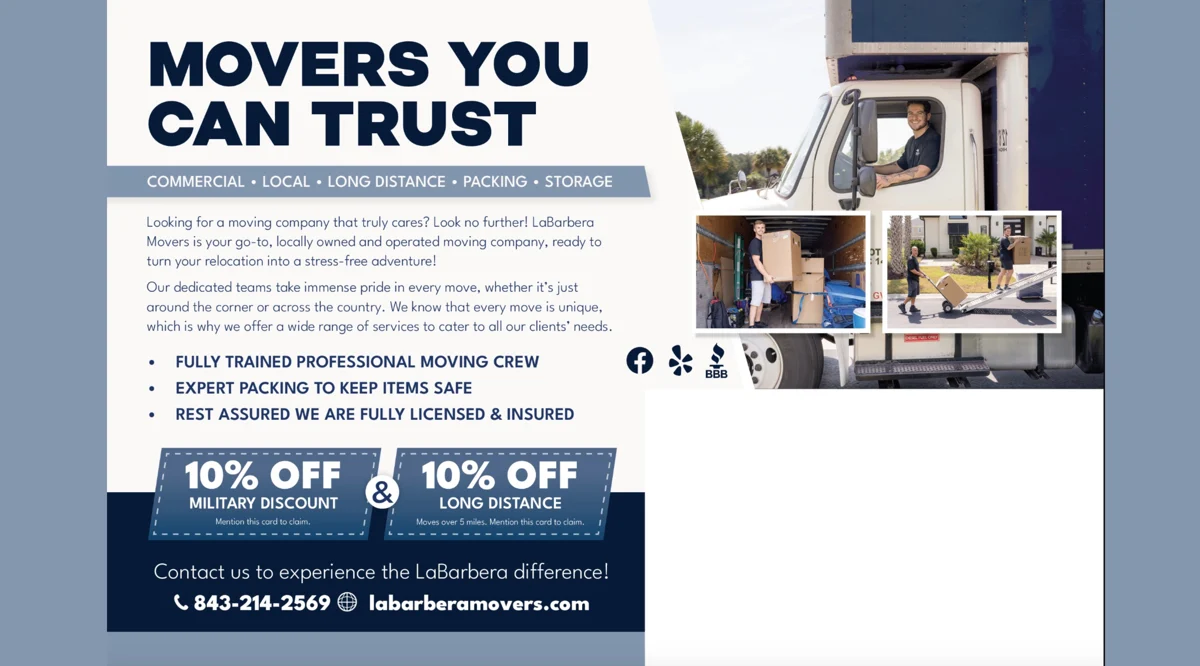 MOVERS YOU
CAN TRUST
COMMERCIAL • LOCAL • LONG DISTANCE • PACKING • STORAGE
Looking for a moving company that truly cares? Look no further! LaBarbera
Movers is your go-to, locally owned and operated moving company, ready to
turn your relocation into a stress-free adventure!
Our dedicated teams take immense pride in every move, whether it's just
around the corner or across the country. We know that every move is unique,
which is why we offer a wide range of services to cater to all our clients' needs.
• FULLY TRAINED PROFESSIONAL MOVING CREW
• EXPERT PACKING TO KEEP ITEMS SAFE
• REST ASSURED WE ARE FULLY LICENSED & INSURED
BBB
10% OFF
MILITARY DISCOUNT
Mention this card to claim.
&
10% OFF
LONG DISTANCE
Moves over 5 miles. Mention this card to claim.
Contact us to experience the LaBarbera difference!
843-214-2569 labarberamovers.com